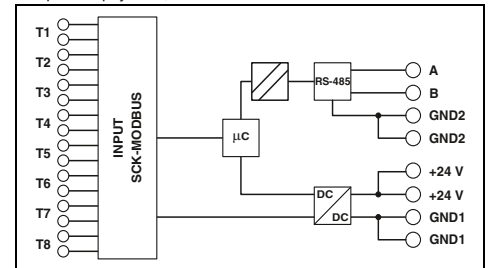 T1
T2
T3
T4
T5
T6
T7
T8
INPUT
SCK-MODBUS
µC
RS-485
DC
DC
A
B
GND2
GND2
+24 V
+24 V
GND1
GND1